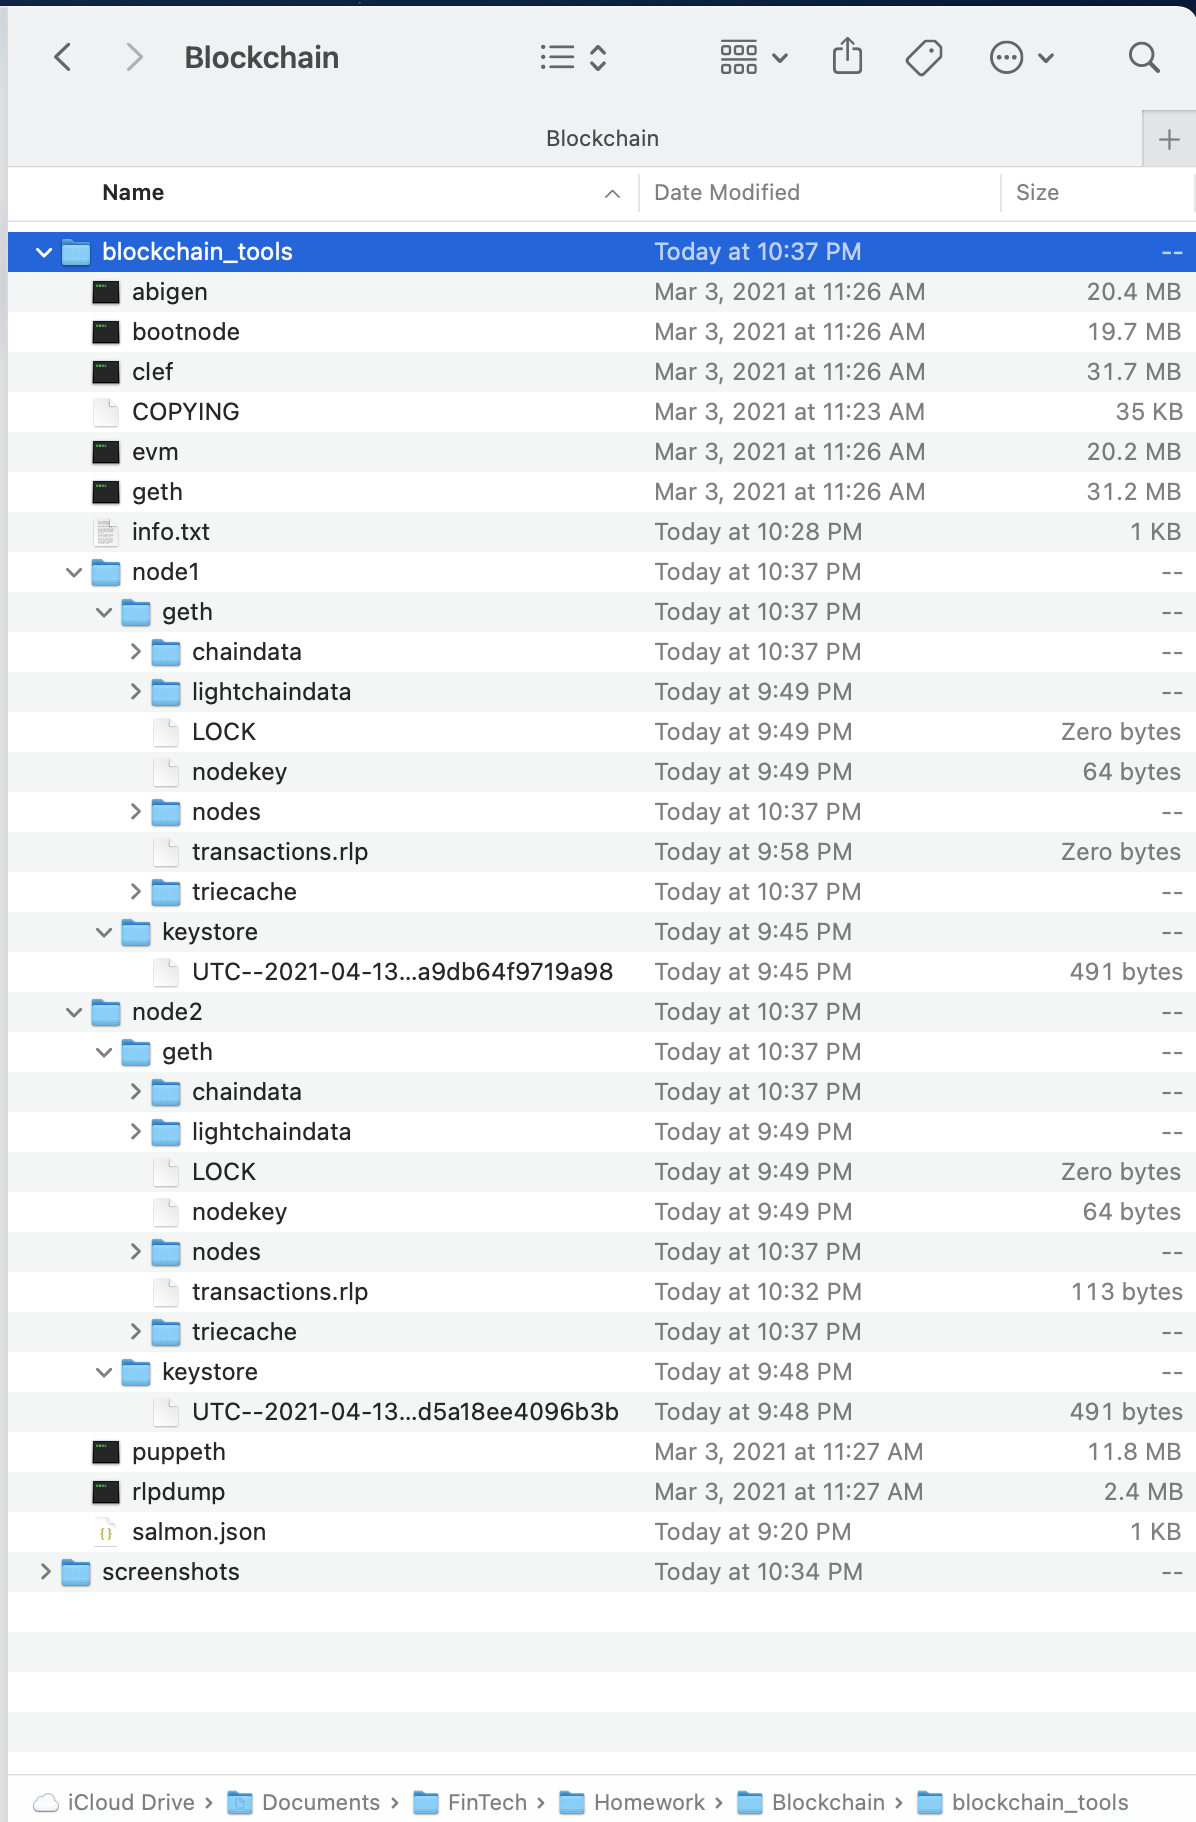 Blockchain
Blockchain
Name Date Modified Size
blockchain_tools Today at 10:37 PM --
abigen Mar 3, 2021 at 11:26 AM 20.4 MB
bootnode Mar 3, 2021 at 11:26 AM 19.7 MB
clef Mar 3, 2021 at 11:26 AM 31.7 MB
COPYING Mar 3, 2021 at 11:23 AM 35 KB
evm Mar 3, 2021 at 11:26 AM 20.2 MB
geth Mar 3, 2021 at 11:26 AM 31.2 MB
info.txt Today at 10:28 PM 1 KB
node1 Today at 10:37 PM --
geth Today at 10:37 PM --
chaindata Today at 10:37 PM --
lightchaindata Today at 9:49 PM --
LOCK Today at 9:49 PM Zero bytes
nodekey Today at 9:49 PM 64 bytes
nodes Today at 10:37 PM --
transactions.rlp Today at 9:58 PM Zero bytes
triecache Today at 10:37 PM --
keystore Today at 9:45 PM --
UTC--2021-04-13...a9db64f9719a98 Today at 9:45 PM 491 bytes
node2 Today at 10:37 PM --
geth Today at 10:37 PM --
chaindata Today at 10:37 PM --
lightchaindata Today at 9:49 PM --
LOCK Today at 9:49 PM Zero bytes
nodekey Today at 9:49 PM 64 bytes
nodes Today at 10:37 PM --
transactions.rlp Today at 10:32 PM 113 bytes
triecache Today at 10:37 PM --
keystore Today at 9:48 PM --
UTC--2021-04-13...d5a18ee4096b3b Today at 9:48 PM 491 bytes
puppeth Mar 3, 2021 at 11:27 AM 11.8 MB
rlpdump Mar 3, 2021 at 11:27 AM 2.4 MB
salmon.json Today at 9:20 PM 1 KB
screenshots Today at 10:34 PM --
iCloud Drive › Documents › FinTech › Homework › Blockchain › blockchain_tools